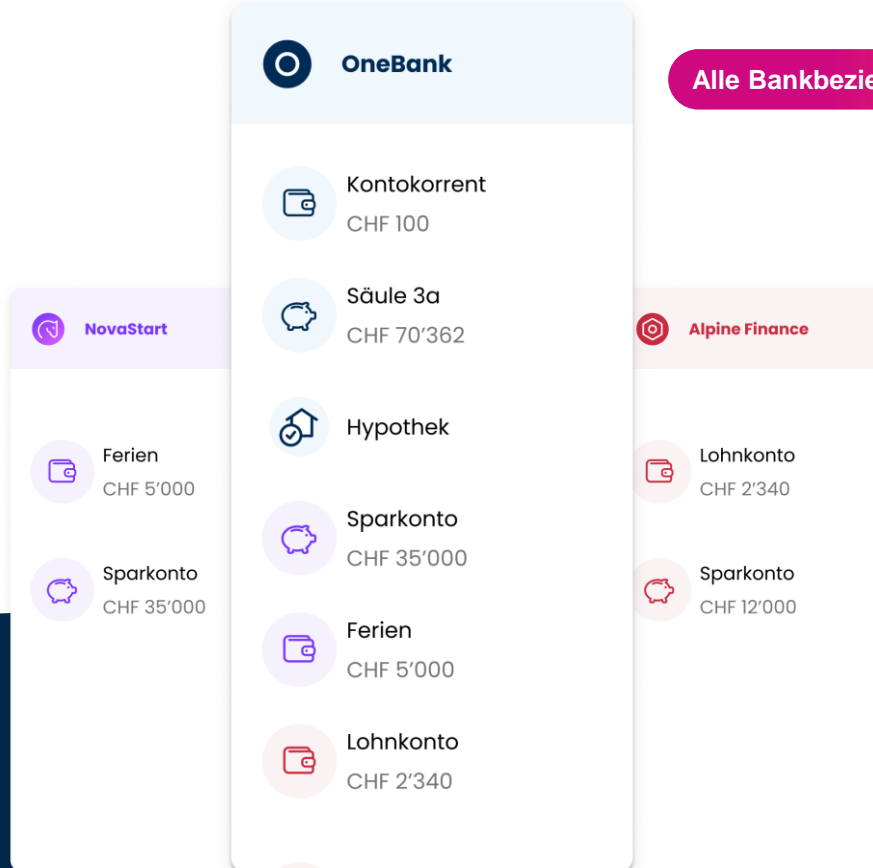 OneBank
Alle
Kontokorrent
CHF 100
Säule 3a
CHF 70’362
Hypothek
Sparkonto
CHF 35’000
Ferien
CHF 5’000
Lohnkonto
CHF 2’340
NovaStart
Ferien
CHF 5’000
Sparkonto
CHF 35’000
Alpine Finance
Lohnkonto
CHF 2’340
Sparkonto
CHF 12’000